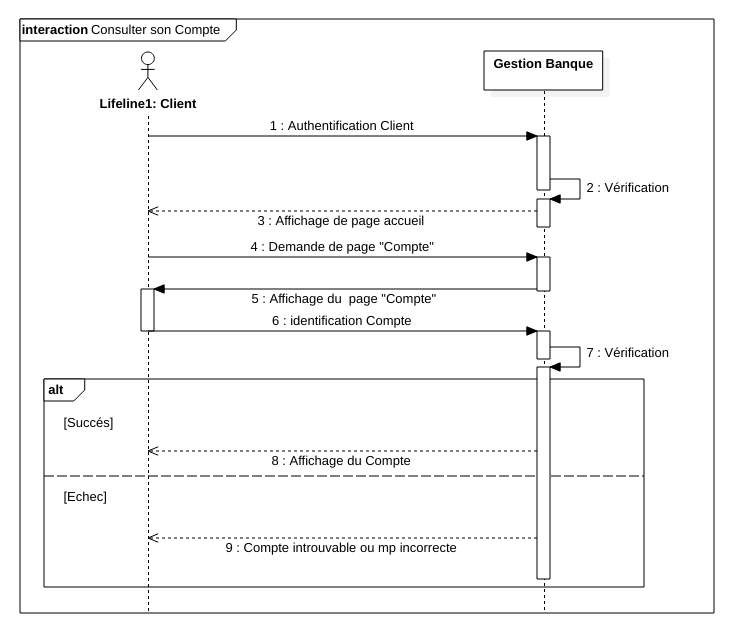 interaction Consulter son Compte
Gestion Banque
Lifeline1: Client
1 : Authentification Client
2 : Vérification
3 : Affichage de page accueil
4 : Demande de page "Compte"
5 : Affichage du  page "Compte"
6 : identification Compte
7 : Vérification
alt
[Succés]
8 : Affichage du Compte
[Echec]
9 : Compte introuvable ou mp incorrecte